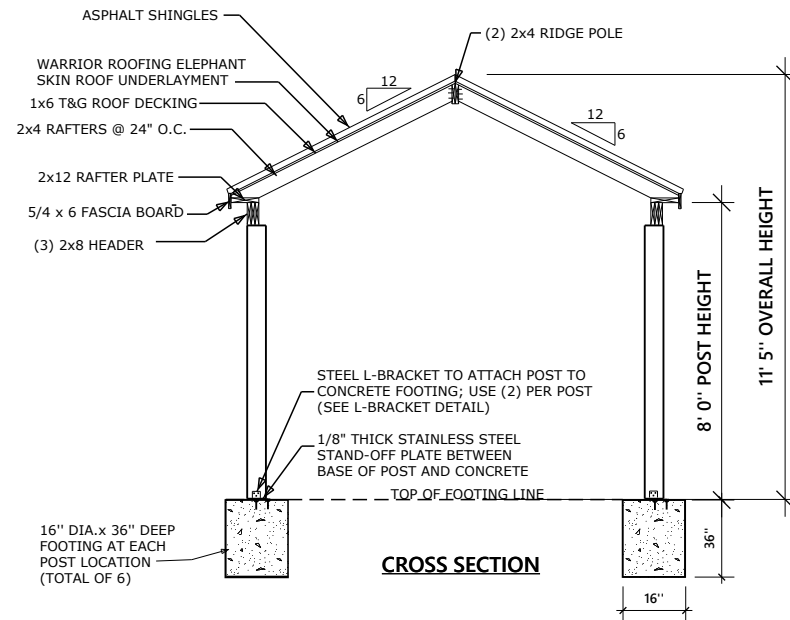 ASPHALT SHINGLES
(2) 2x4 RIDGE POLE
WARRIOR ROOFING ELEPHANT
SKIN ROOF UNDERLAYMENT
12
6
1x6 T&G ROOF DECKING
12
6
2x4 RAFTERS @ 24" O.C.
2x12 RAFTER PLATE
5/4 x 6 FASCIA BOARD
(3) 2x8 HEADER
11' 5" OVERALL HEIGHT
8' 0" POST HEIGHT
STEEL L-BRACKET TO ATTACH POST TO
CONCRETE FOOTING; USE (2) PER POST
(SEE L-BRACKET DETAIL)
1/8" THICK STAINLESS STEEL
STAND-OFF PLATE BETWEEN
BASE OF POST AND CONCRETE
TOP OF FOOTING LINE
16" DIA.x 36" DEEP
FOOTING AT EACH
POST LOCATION
(TOTAL OF 6)
36"
CROSS SECTION
16"